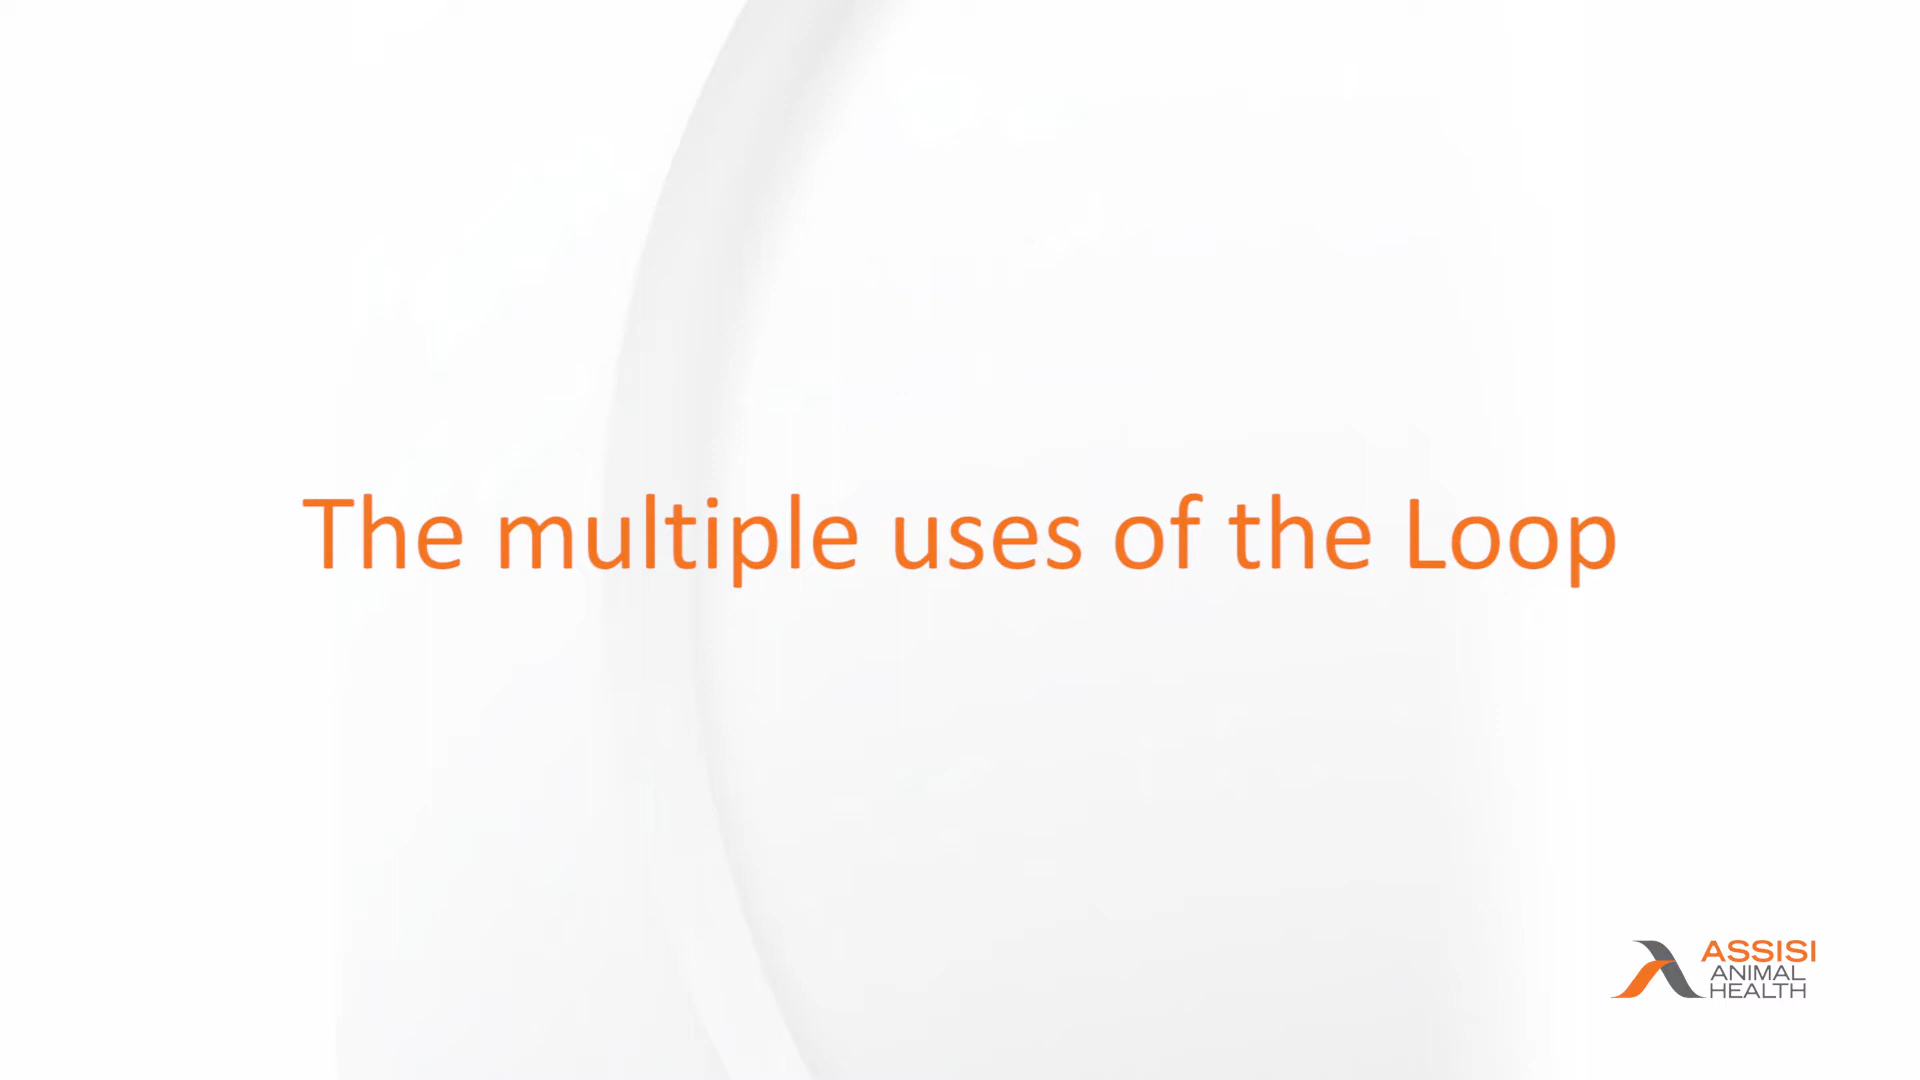 The multiple uses of the Loop
ASSISI
ANIMAL
HEALTH